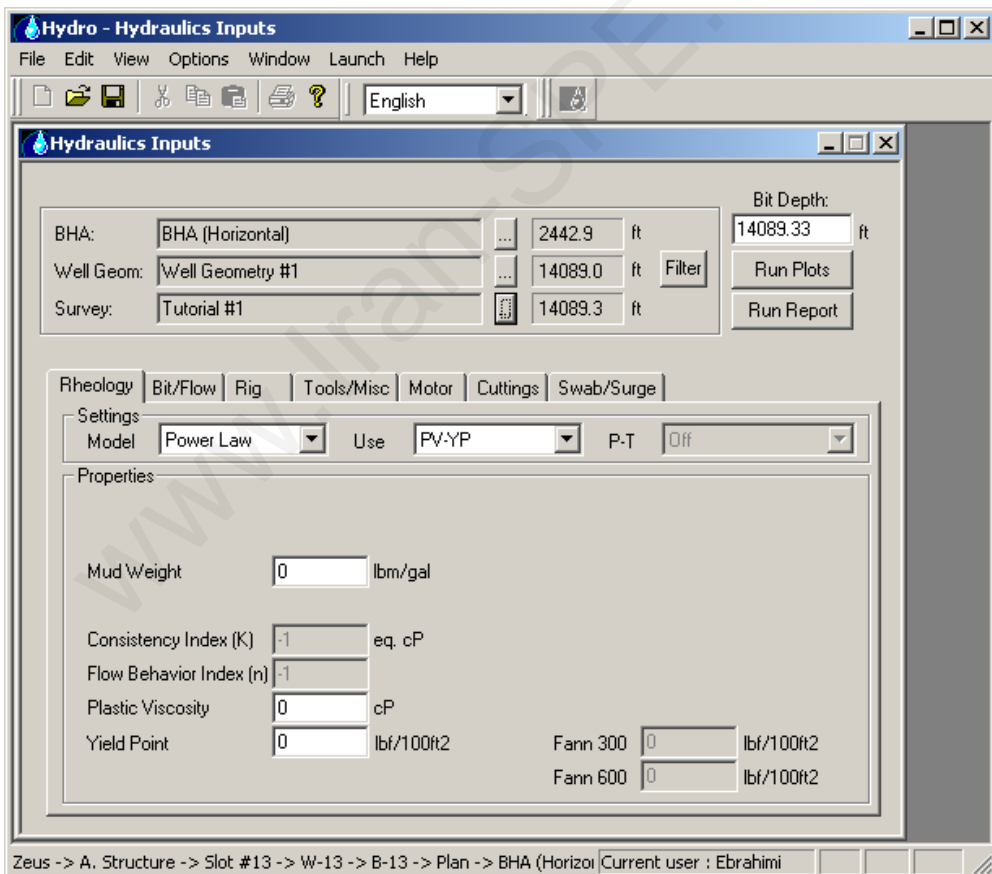 Hydro - Hydraulics Inputs
File Edit View Options Window Launch Help
English
Hydraulics Inputs
Bit Depth:
BHA: BHA (Horizontal) ... 2442.9 ft 14089.33 ft
Well Geom: Well Geometry #1 ... 14089.0 ft Filter Run Plots
Survey: Tutorial #1 14089.3 ft Run Report
Rheology Bit/Flow Rig Tools/Misc Motor Cuttings Swab/Surge
Settings
Model Power Law Use PV-YP P-T Off
Properties
Mud Weight 0 lbm/gal
Consistency Index (K) -1 eq. cP
Flow Behavior Index (n) -1
Plastic Viscosity 0 cP
Yield Point 0 lbf/100ft2 Fann 300 0 lbf/100ft2
Fann 600 0 lbf/100ft2
Zeus -> A. Structure -> Slot #13 -> W-13 -> B-13 -> Plan -> BHA (Horizon Current user : Ebrahimi
www.Iran-SPE.